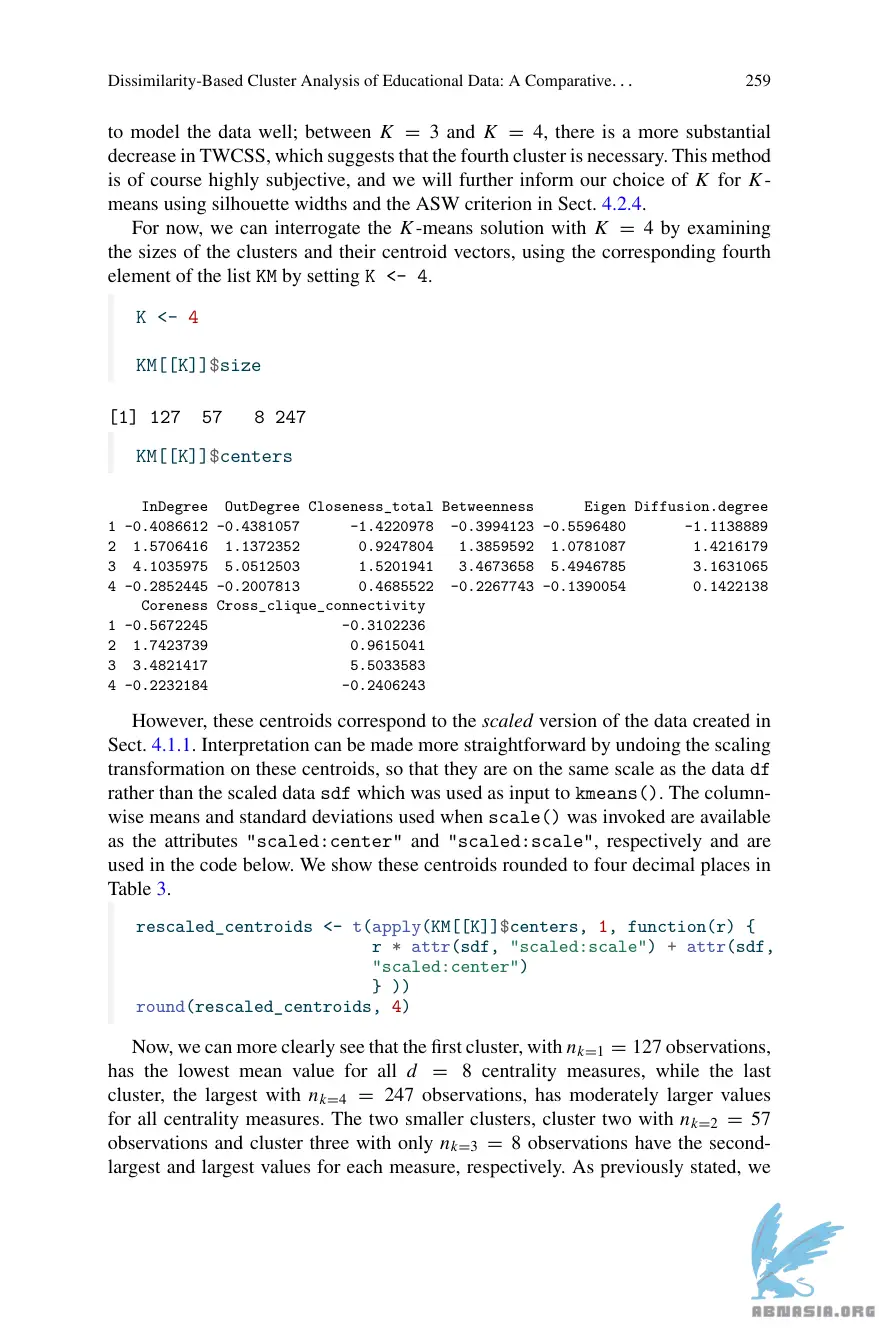 Dissimilarity-Based Cluster Analysis of Educational Data: A Comparative. . . 259
to model the data well; between K = 3 and K = 4, there is a more substantial
decrease in TWCSS, which suggests that the fourth cluster is necessary. This method
is of course highly subjective, and we will further inform our choice of K for K-
means using silhouette widths and the ASW criterion in Sect. 4.2.4.
For now, we can interrogate the K-means solution with K = 4 by examining
the sizes of the clusters and their centroid vectors, using the corresponding fourth
element of the list KM by setting K <- 4.
K <- 4
KM[[K]]$size
[1] 127  57   8 247
KM[[K]]$centers
InDegree OutDegree Closeness_total Betweenness Eigen Diffusion.degree
1 -0.4086612 -0.4381057 -1.4220978 -0.3994123 -0.5596480 -1.1138889
2 1.5706416 1.1372352 0.9247804 1.3859592 1.0781087 1.4216179
3 4.1035975 5.0512503 1.5201941 3.4673658 5.4946785 3.1631065
4 -0.2852445 -0.2007813 0.4685522 -0.2267743 -0.1390054 0.1422138
Coreness Cross_clique_connectivity
1 -0.5672245 -0.3102236
2 1.7423739 0.9615041
3 3.4821417 5.5033583
4 -0.2232184 -0.2406243
However, these centroids correspond to the scaled version of the data created in
Sect. 4.1.1. Interpretation can be made more straightforward by undoing the scaling
transformation on these centroids, so that they are on the same scale as the data df
rather than the scaled data sdf which was used as input to kmeans(). The column-
wise means and standard deviations used when scale() was invoked are available
as the attributes "scaled:center" and "scaled:scale", respectively and are
used in the code below. We show these centroids rounded to four decimal places in
Table 3.
rescaled_centroids <- t(apply(KM[[K]]$centers, 1, function(r) {
r * attr(sdf, "scaled:scale") + attr(sdf,
"scaled:center")
} ))
round(rescaled_centroids, 4)
Now, we can more clearly see that the first cluster, with nk=1 = 127 observations,
has the lowest mean value for all d = 8 centrality measures, while the last
cluster, the largest with nk=4 = 247 observations, has moderately larger values
for all centrality measures. The two smaller clusters, cluster two with nk=2 = 57
observations and cluster three with only nk=3 = 8 observations have the second-
largest and largest values for each measure, respectively. As previously stated, we
ABNASIA.ORG